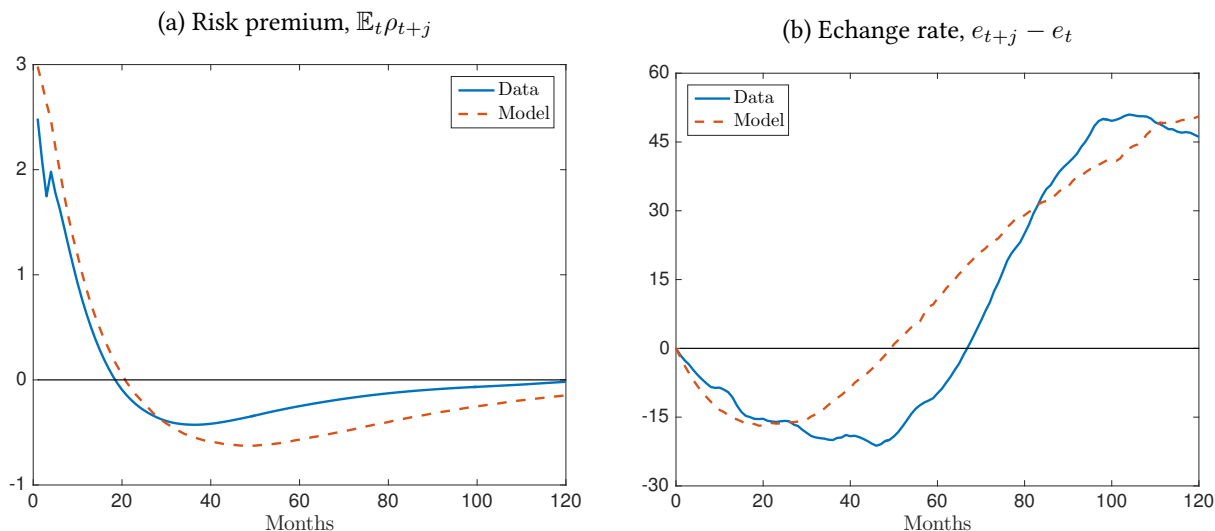 (a) Risk premium, 𝔼ₜρₜ₊ⱼ
3
2
1
0
-1
0 20 40 60 80 100 120
Months
Data
Model
(b) Echange rate, eₜ₊ⱼ − eₜ
60
45
30
15
0
-15
-30
0 20 40 60 80 100 120
Months
Data
Model